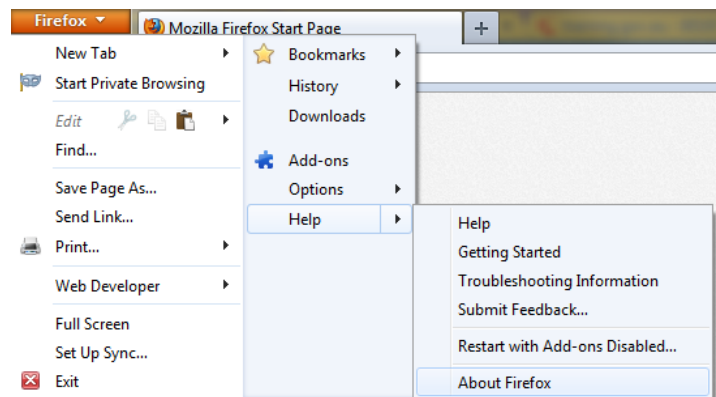 Firefox
Mozilla Firefox Start Page
New Tab
Start Private Browsing
Edit
Find...
Save Page As...
Send Link...
Print...
Web Developer
Full Screen
Set Up Sync...
Exit
Bookmarks
History
Downloads
Add-ons
Options
Help
Help
Getting Started
Troubleshooting Information
Submit Feedback...
Restart with Add-ons Disabled...
About Firefox